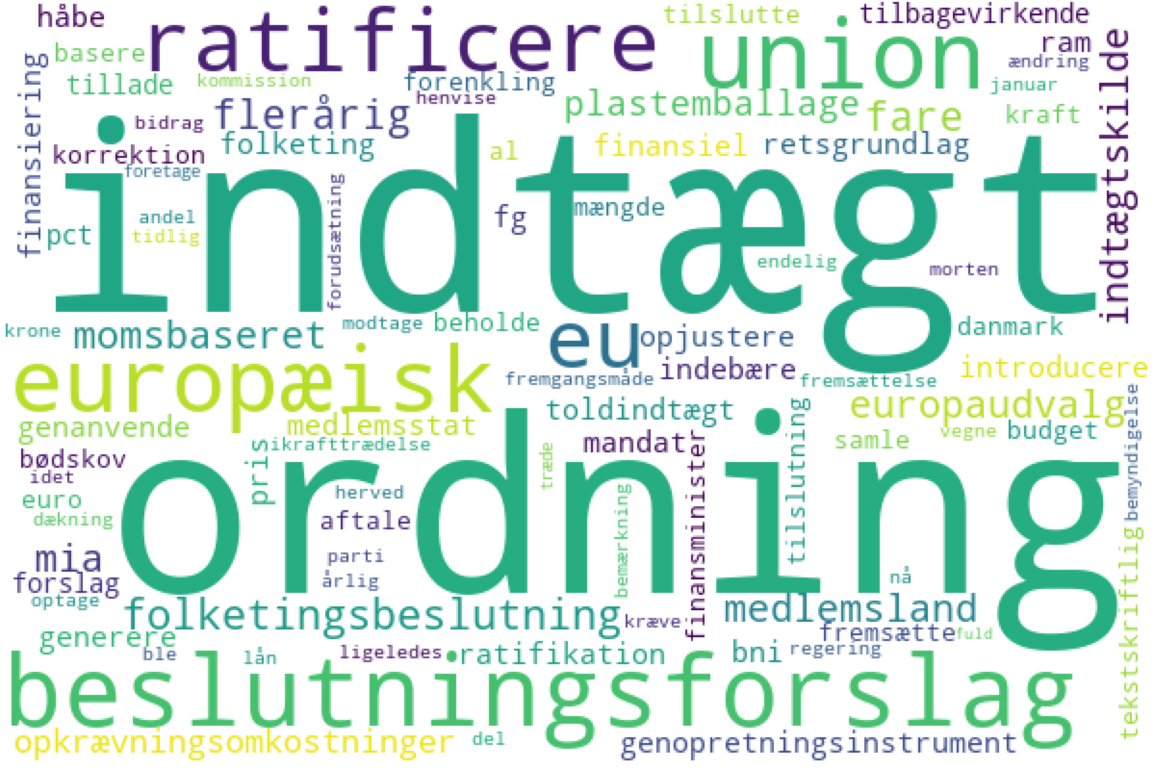 håbe
ratificere
tilslutte
tilbagevirkende
basere
union
ram
indtægtskilde
finansiering
tillade
kommission
forenkling
ændring
januar
henvise
flerårig
plastemballage
fare
kraft
bidrag
korrektion
folketing
al
finansiel
retsgrundlag
indtægt
foretage
forudsætning
andel
fg
mængde
pct
tidlig
endelig
morten
krone
momsbaseret
modtage
beholde
eu
opjustere
danmark
europæisk
fremgangsmåde
indebære
fremsættelse
introducere
genanvende
medlemsstat
toldindtægt
tilslutning
europaudvalg
bemyndigelse
pris
ikrafttrædelse
mandat
finansminister
samle
vegne
budget
bødskov
idet
træde
ordning
euro
herved
bemærkning
dækning
aftale
mia
parti
forslag
årlig
nå
tekstskriftlig
optage
folketingsbeslutning
kræve
medlemsland
generere
fremsætte
fuld
ble
lån
ligeledes
ratifikation
bni
regering
beslutningsforslag
opkrævningsomkostninger
del
genopretningsinstrument